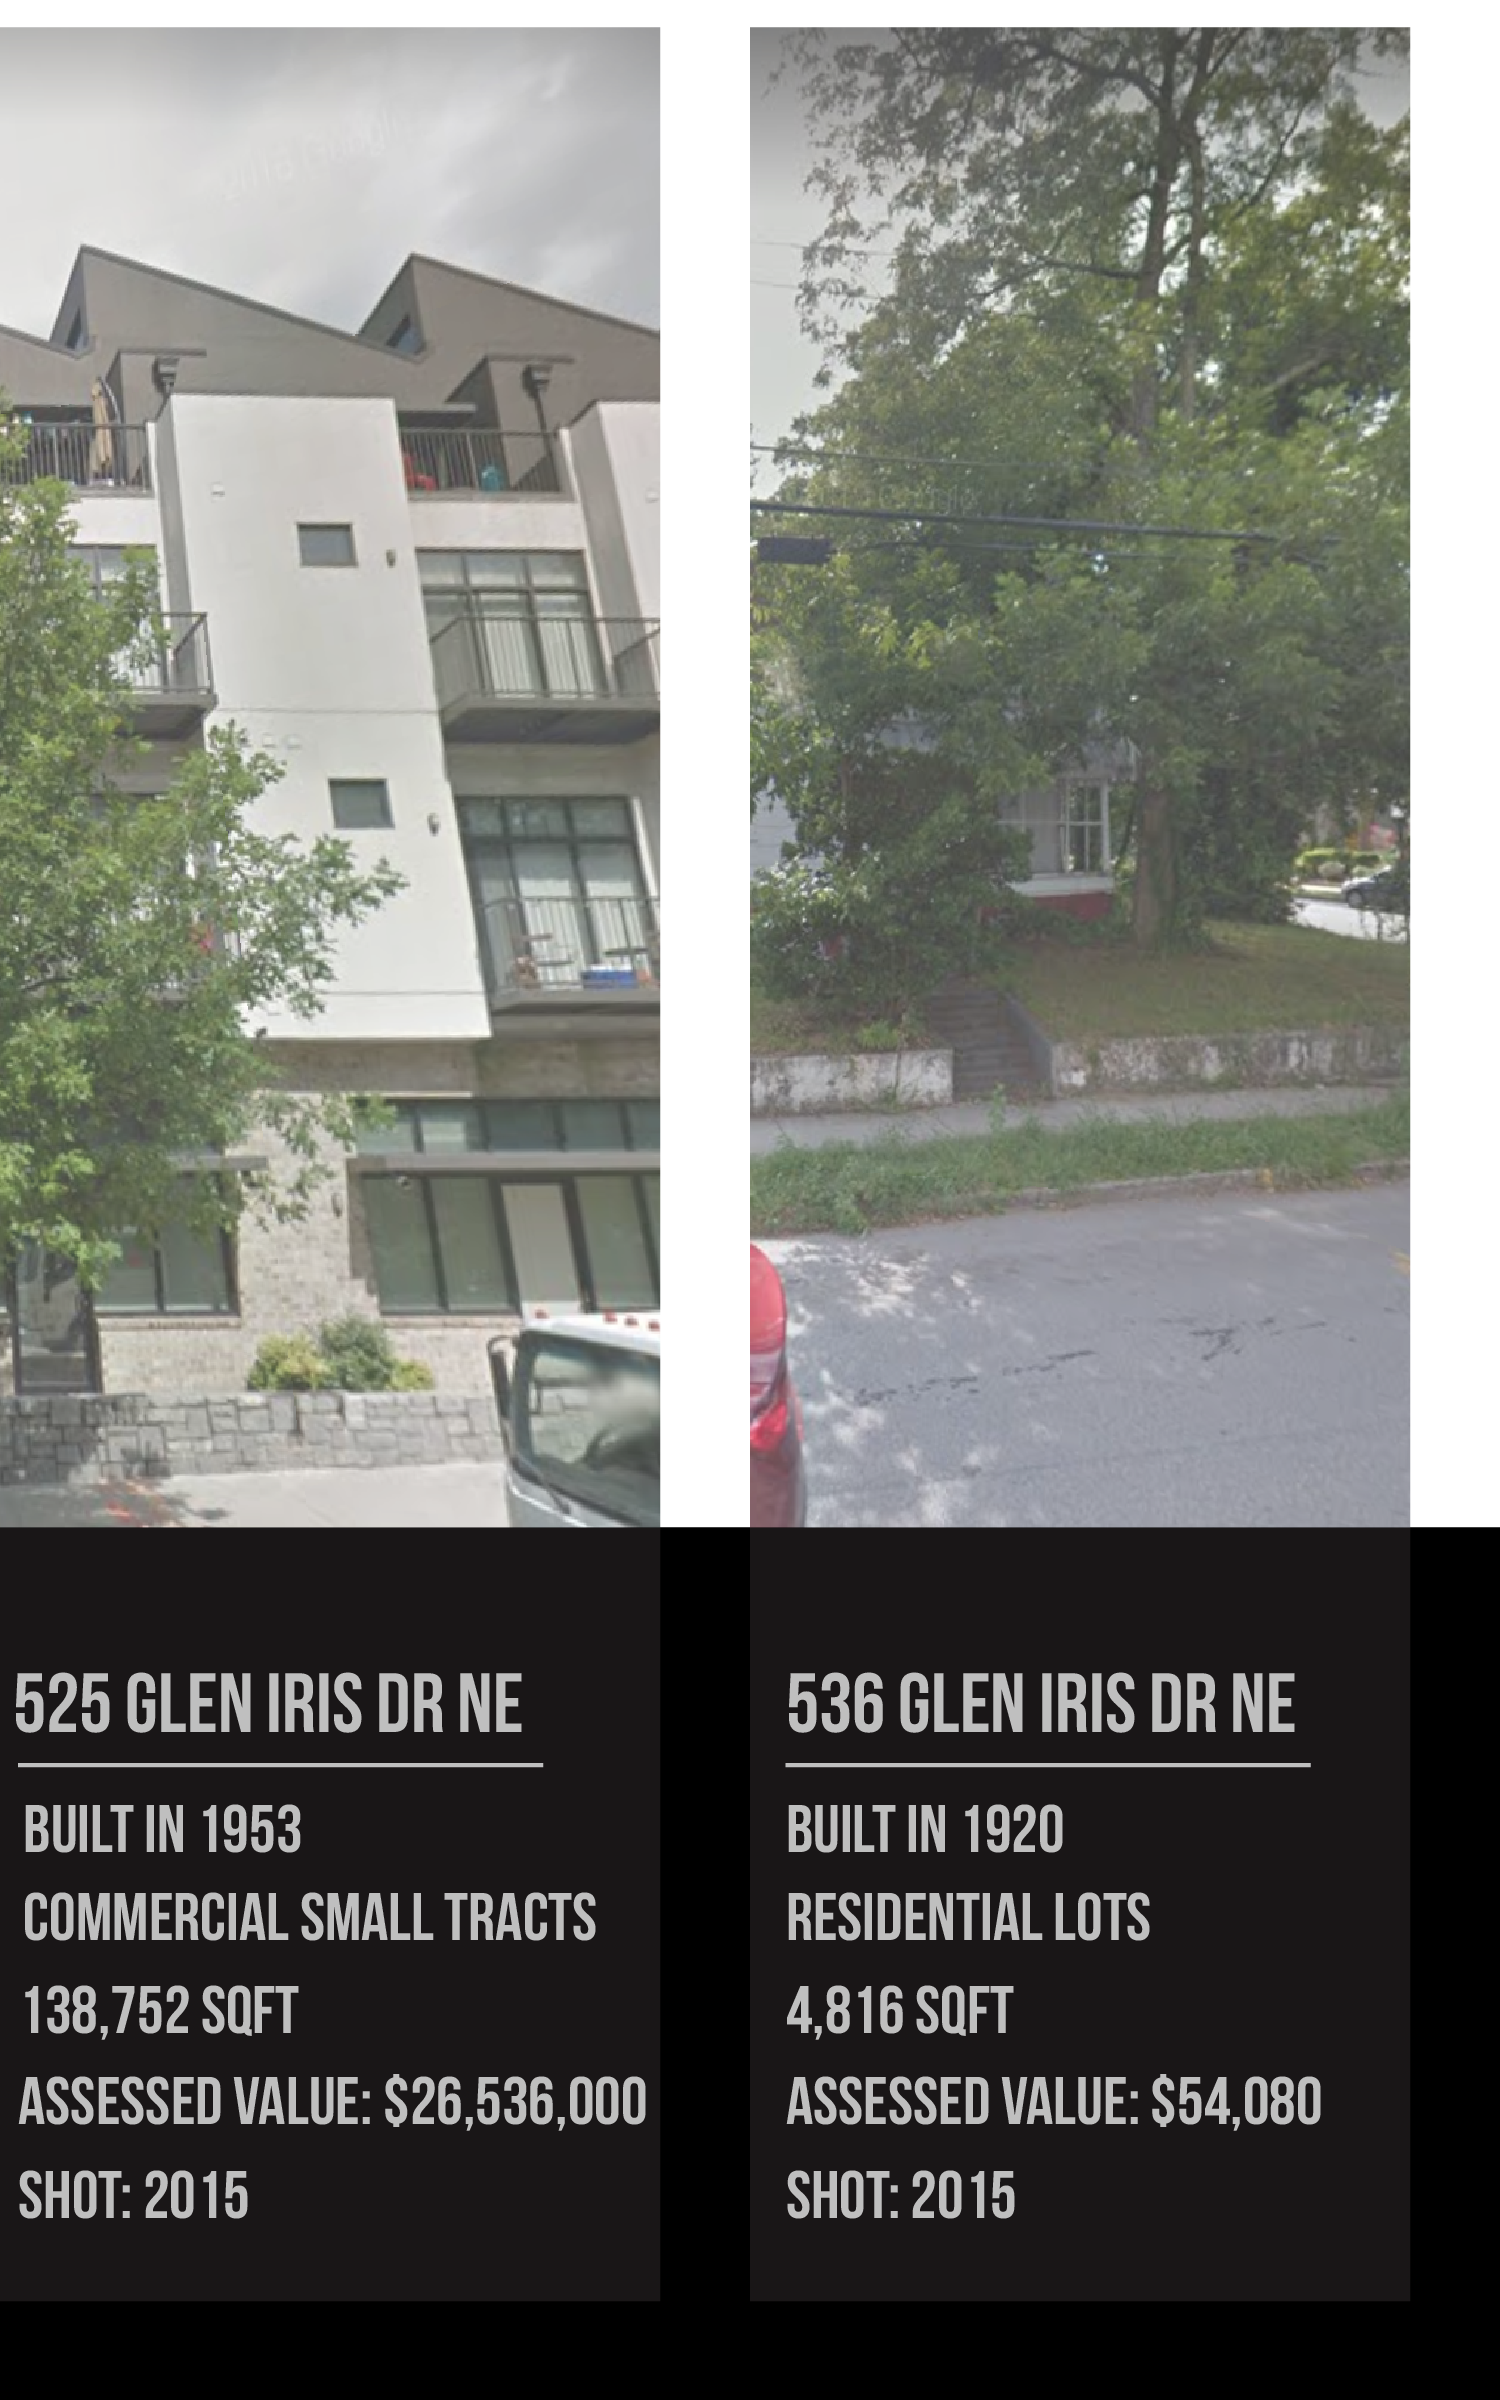 525 GLEN IRIS DR NE
BUILT IN 1953
COMMERCIAL SMALL TRACTS
138,752 SQFT
ASSESSED VALUE: $26,536,000
SHOT: 2015
536 GLEN IRIS DR NE
BUILT IN 1920
RESIDENTIAL LOTS
4,816 SQFT
ASSESSED VALUE: $54,080
SHOT: 2015